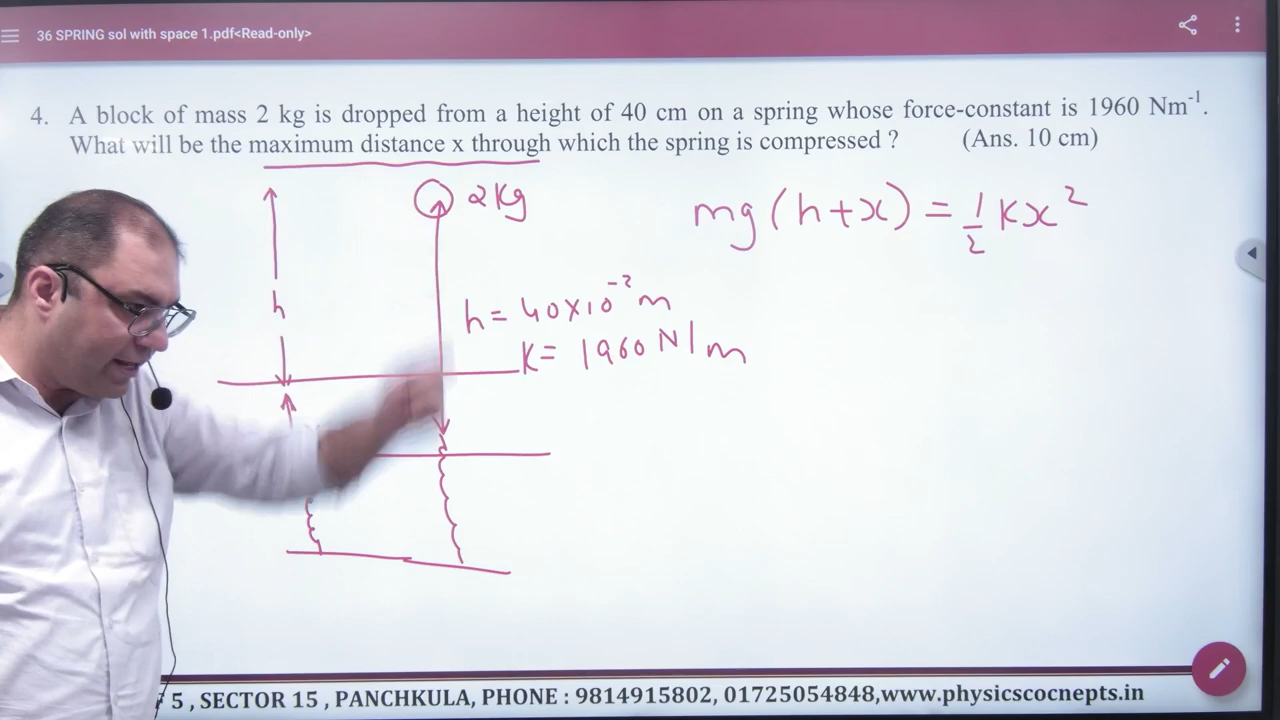 36 SPRING sol with space 1.pdf<Read-only>
4. A block of mass 2 kg is dropped from a height of 40 cm on a spring whose force-constant is 1960 Nm⁻¹.
What will be the maximum distance x through which the spring is compressed ? (Ans. 10 cm)
2Kg
mg(h+x) = 1/2 Kx²
h
h = 40×10⁻² m
K = 1960 N/m
5 , SECTOR 15 , PANCHKULA, PHONE : 9814915802, 01725054848,www.physicscocnepts.in